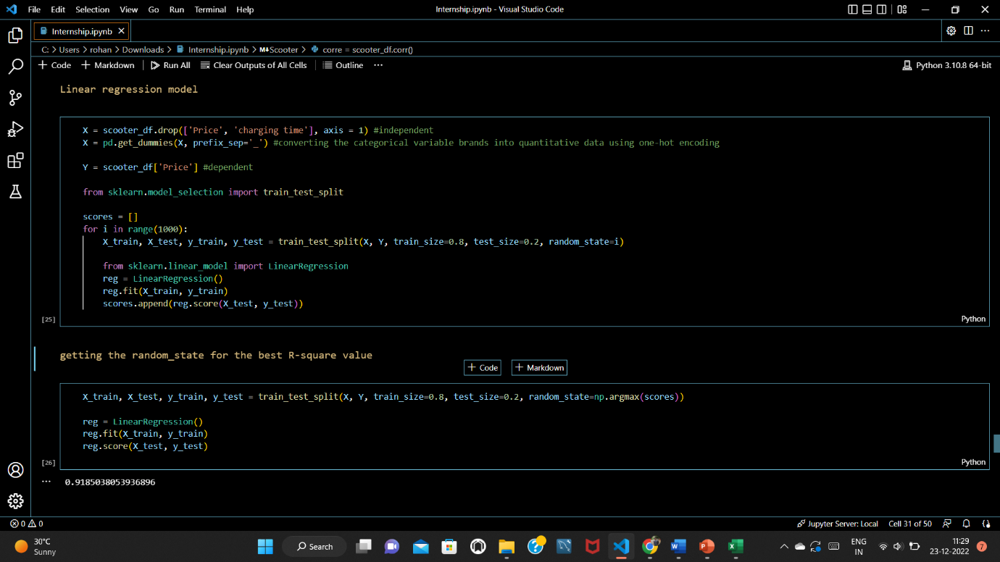 File Edit Selection View Go Run Terminal Help
Internship.ipynb - Visual Studio Code
Internship.ipynb
C: > Users > rohan > Downloads > Internship.ipynb > M↓Scooter > corre = scooter_df.corr()
+ Code + Markdown Run All Clear Outputs of All Cells Outline ...
Python 3.10.8 64-bit
Linear regression model
X = scooter_df.drop(['Price', 'charging time'], axis = 1) #independent
X = pd.get_dummies(X, prefix_sep='_') #converting the categorical variable brands into quantitative data using one-hot encoding
Y = scooter_df['Price'] #dependent
from sklearn.model_selection import train_test_split
scores = []
for i in range(1000):
X_train, X_test, y_train, y_test = train_test_split(X, Y, train_size=0.8, test_size=0.2, random_state=i)
from sklearn.linear_model import LinearRegression
reg = LinearRegression()
reg.fit(X_train, y_train)
scores.append(reg.score(X_test, y_test))
[25]
Python
getting the random_state for the best R-square value
+ Code + Markdown
X_train, X_test, y_train, y_test = train_test_split(X, Y, train_size=0.8, test_size=0.2, random_state=np.argmax(scores))
reg = LinearRegression()
reg.fit(X_train, y_train)
reg.score(X_test, y_test)
[26]
Python
... 0.9185038053936896
0 0
Jupyter Server: Local Cell 31 of 50
30°C
Sunny
Search
ENG
IN
11:29
23-12-2022
7